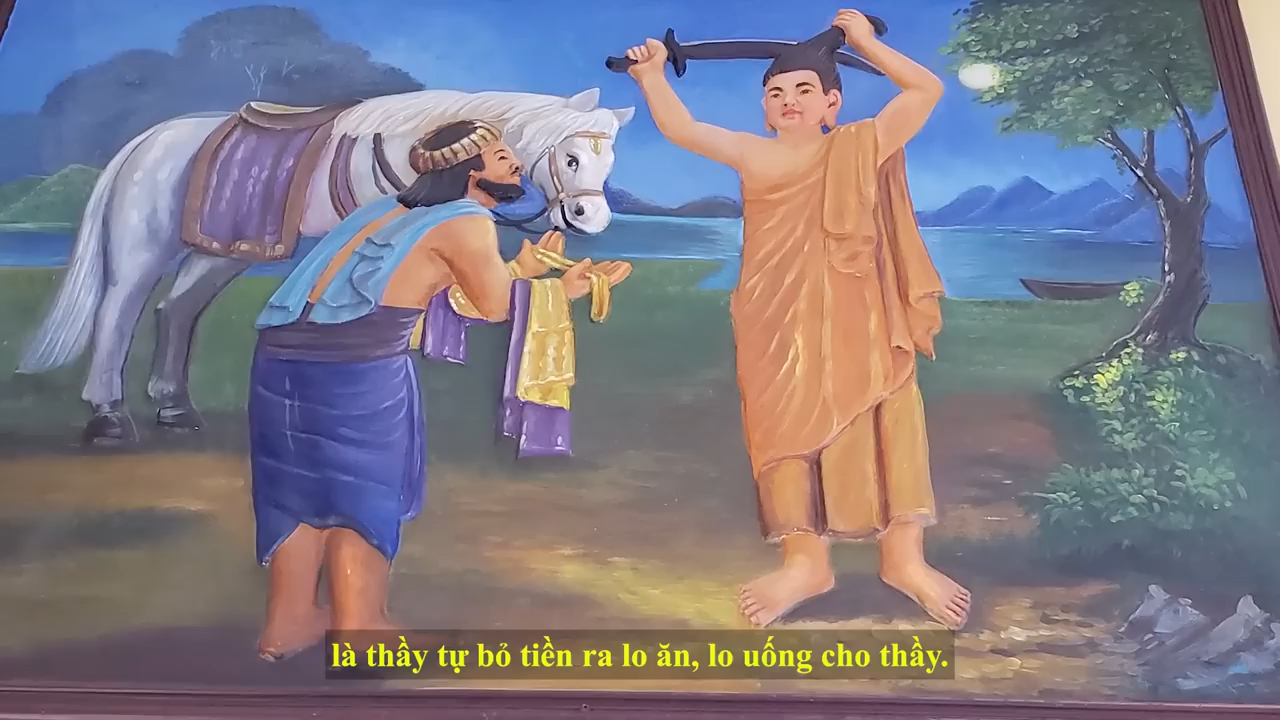 là thầy tự bỏ tiền ra lo ăn, lo uống cho thầy.